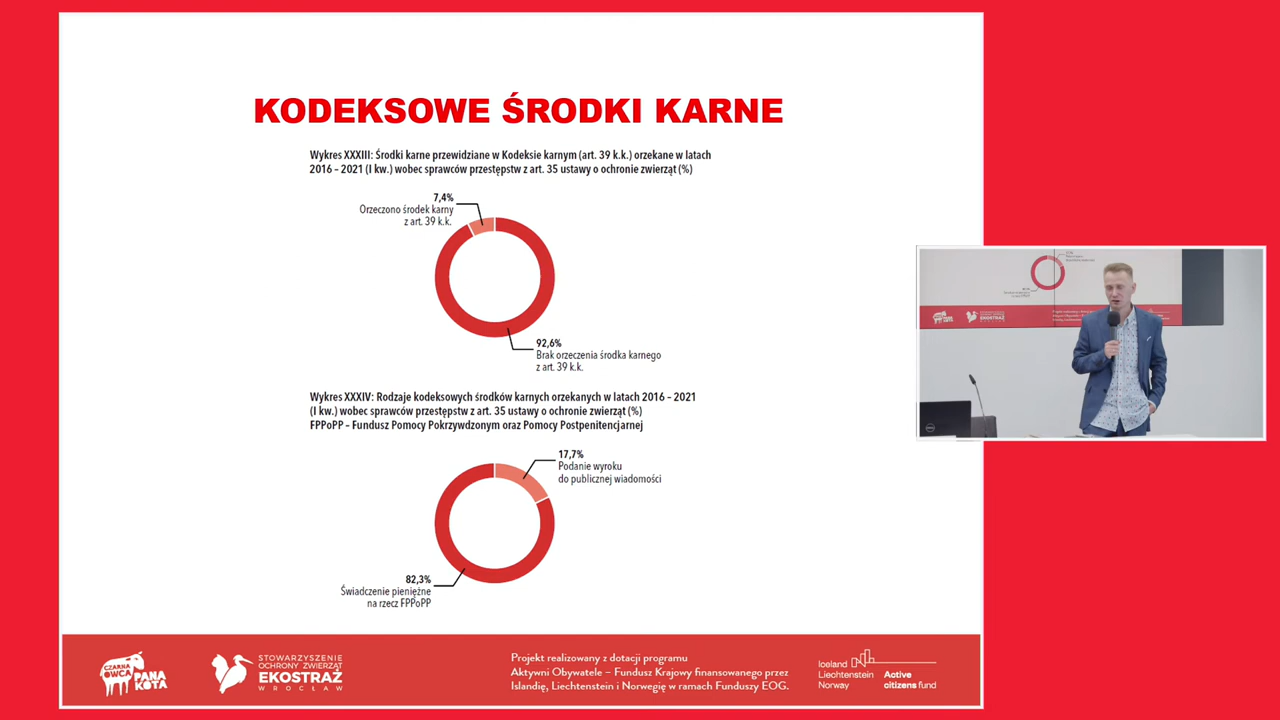 KODEKSOWE ŚRODKI KARNE
Wykres XXXIII: Środki karne przewidziane w Kodeksie karnym (art. 39 k.k.) orzekane w latach
2016 – 2021 (I kw.) wobec sprawców przestępstw z art. 35 ustawy o ochronie zwierząt (%)
7,4%
Orzeczono środek karny
z art. 39 k.k.
92,6%
Brak orzeczenia środka karnego
z art. 39 k.k.
Wykres XXXIV: Rodzaje kodeksowych środków karnych orzekanych w latach 2016 – 2021
(I kw.) wobec sprawców przestępstw z art. 35 ustawy o ochronie zwierząt (%)
FPPoPP – Fundusz Pomocy Pokrzywdzonym oraz Pomocy Postpenitencjarnej
17,7%
Podanie wyroku
do publicznej wiadomości
82,3%
Świadczenie pieniężne
na rzecz FPPoPP
CZARNA
OWCA
PANA
KOTA
STOWARZYSZENIE
OCHRONY ZWIERZĄT
EKOSTRAŻ
WROCŁAW
Projekt realizowany z dotacji programu
Aktywni Obywatele – Fundusz Krajowy finansowanego przez
Islandię, Liechtenstein i Norwegię w ramach Funduszy EOG.
Iceland
Liechtenstein
Norway
Active
citizens fund
PANA
KOTA
EKOSTRAŻ